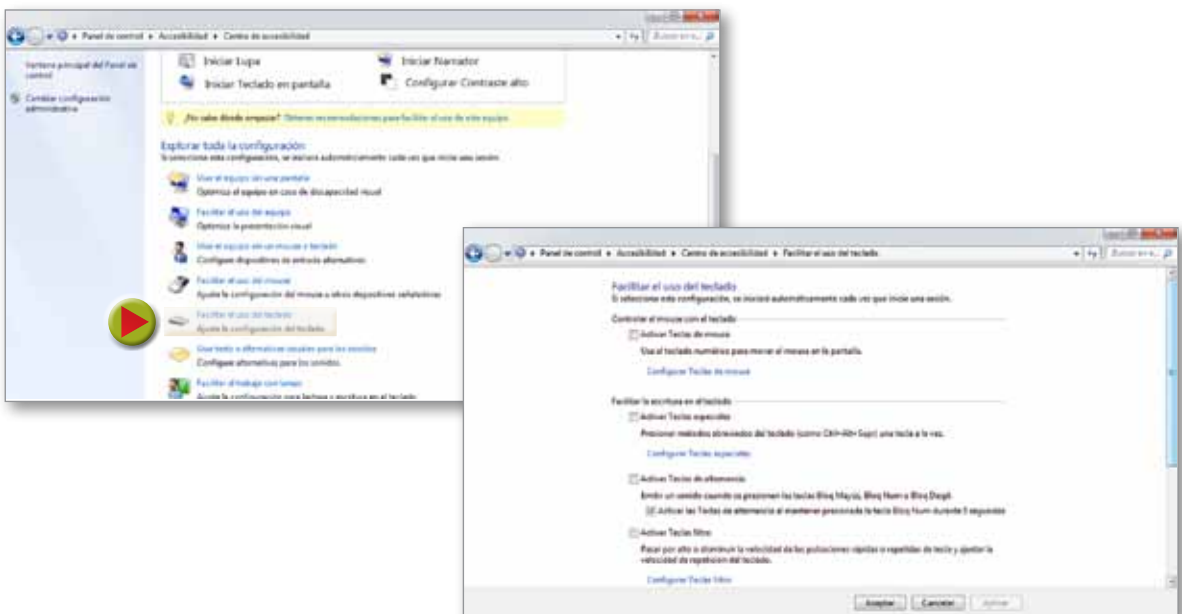 Panel de control ▸ Accesibilidad ▸ Centro de accesibilidad
Ventana principal del Panel de
control
Cambiar configuración
administrativa
Iniciar Lupa
Iniciar Narrador
Iniciar Teclado en pantalla
Configurar Contraste alto
¿No sabe dónde empezar? Obtener recomendaciones para facilitar el uso de este equipo
Explorar toda la configuración
Si selecciona esta configuración, se iniciará automáticamente cada vez que inicie una sesión.
Usar el equipo sin una pantalla
Optimiza el equipo en caso de discapacidad visual
Facilitar el uso del equipo
Optimiza la presentación visual
Usar el equipo sin un mouse o teclado
Configure dispositivos de entrada alternativos
Facilitar el uso del mouse
Ajuste la configuración del mouse u otros dispositivos señaladores
Facilitar el uso del teclado
Ajuste la configuración del teclado
Usar texto o alternativas visuales para los sonidos
Configure alternativas para los sonidos.
Facilitar el trabajo con tareas
Ajuste la configuración para lectura y escritura en el teclado
Panel de control ▸ Accesibilidad ▸ Centro de accesibilidad ▸ Facilitar el uso del teclado
Facilitar el uso del teclado
Si selecciona esta configuración, se iniciará automáticamente cada vez que inicie una sesión.
Controlar el mouse con el teclado
Activar Teclas de mouse
Usa el teclado numérico para mover el mouse en la pantalla.
Configurar Teclas de mouse
Facilitar la escritura en el teclado
Activar Teclas especiales
Presionar métodos abreviados del teclado (como Ctrl+Alt+Supr) una tecla a la vez.
Configurar Teclas especiales
Activar Teclas de alternancia
Emitir un sonido cuando se presionen las teclas Bloq Mayús, Bloq Num o Bloq Despl.
Activar las Teclas de alternancia al mantener presionada la tecla Bloq Num durante 5 segundos
Activar Teclas filtro
Pasar por alto o disminuir la velocidad de las pulsaciones rápidas o repetidas de tecla y ajustar la
velocidad de repetición del teclado.
Configurar Teclas filtro
Aceptar
Cancelar
Aplicar